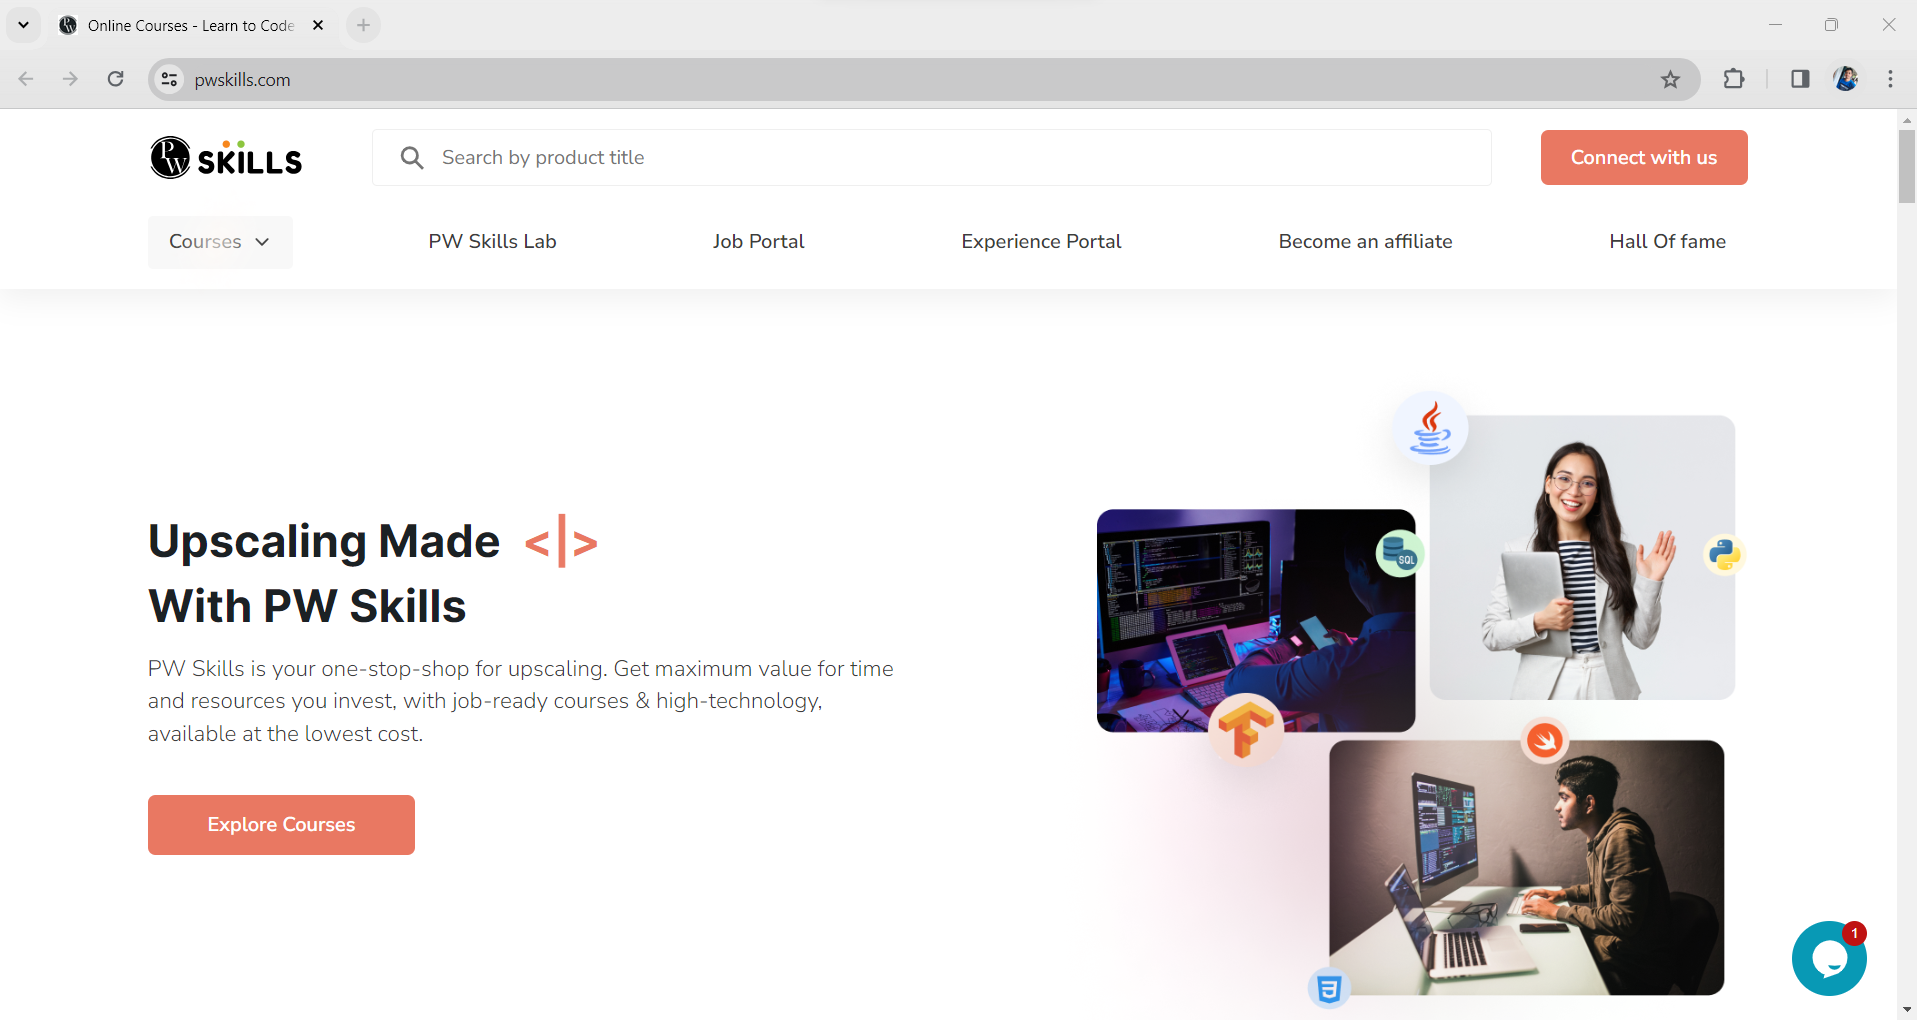 Online Courses - Learn to Code
pwskills.com
PW SKILLS
Search by product title
Connect with us
Courses
PW Skills Lab
Job Portal
Experience Portal
Become an affiliate
Hall Of fame
Upscaling Made <|>
With PW Skills
PW Skills is your one-stop-shop for upscaling. Get maximum value for time
and resources you invest, with job-ready courses & high-technology,
available at the lowest cost.
Explore Courses
SQL
1